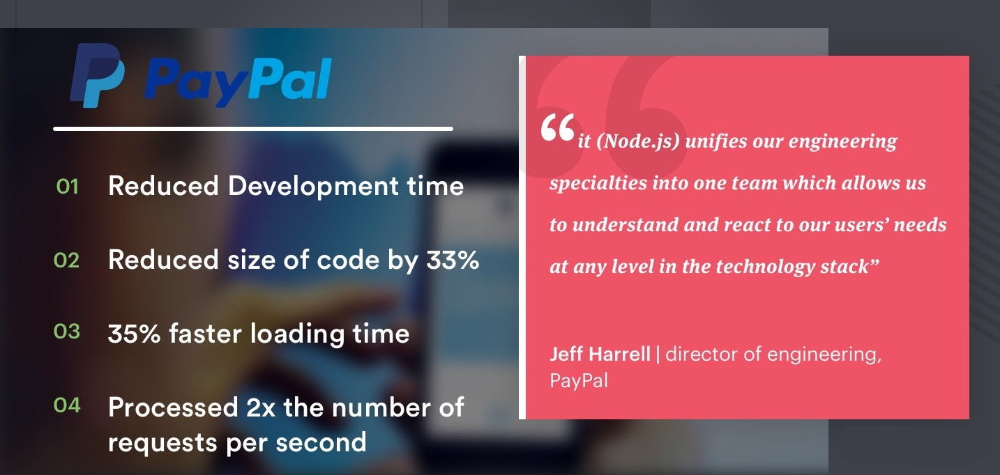 PayPal
01 Reduced Development time
02 Reduced size of code by 33%
03 35% faster loading time
04 Processed 2x the number of
requests per second
“it (Node.js) unifies our engineering
specialties into one team which allows us
to understand and react to our users’ needs
at any level in the technology stack”
Jeff Harrell | director of engineering,
PayPal